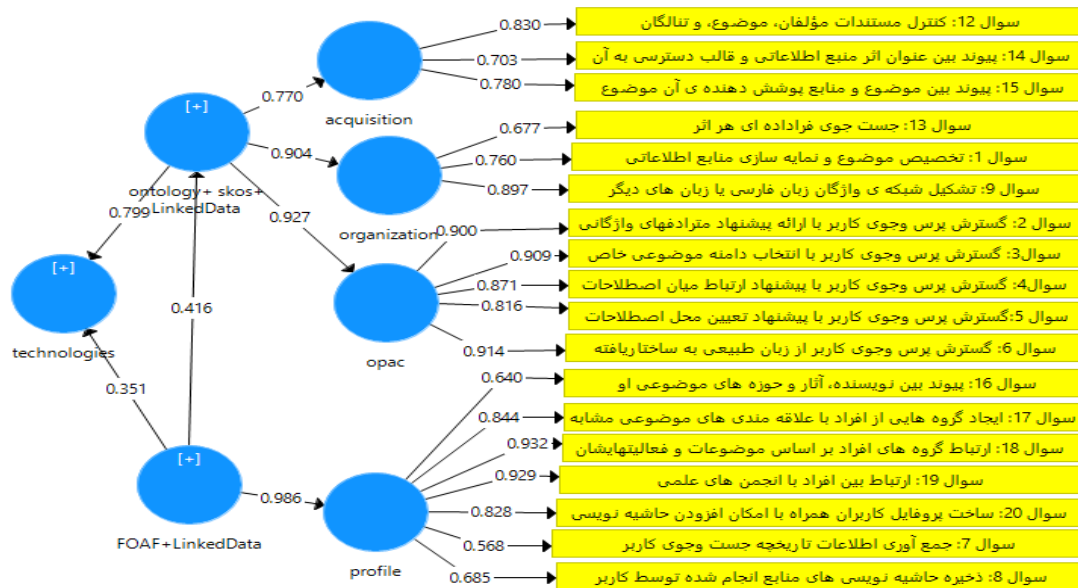 0.830
سوال 12: کنترل مستندات مؤلفان، موضوع، و تنالگان
0.703
سوال 14: پیوند بین عنوان اثر منبع اطلاعاتی و قالب دسترسی به آن
0.780
سوال 15: پیوند بین موضوع و منابع پوشش دهنده ی آن موضوع
acquisition
[+]
0.770
0.904
0.927
ontology+ skos+
LinkedData
0.677
سوال 13: جست جوی فراداده ای هر اثر
0.760
سوال 1: تخصیص موضوع و نمایه سازی منابع اطلاعاتی
0.897
سوال 9: تشکیل شبکه ی واژگان زبان فارسی یا زبان های دیگر
organization
0.799
[+]
technologies
0.416
0.351
0.900
سوال 2: گسترش پرس وجوی کاربر با ارائه پیشنهاد مترادفهای واژگانی
0.909
سوال3: گسترش پرس وجوی کاربر با انتخاب دامنه موضوعی خاص
0.871
سوال4: گسترش پرس وجوی کاربر با پیشنهاد ارتباط میان اصطلاحات
0.816
سوال 5:گسترش پرس وجوی کاربر با پیشنهاد تعیین محل اصطلاحات
0.914
سوال 6: گسترش پرس وجوی کاربر از زبان طبیعی به ساختاریافته
opac
[+]
FOAF+LinkedData
0.986
0.640
سوال 16: پیوند بین نویسنده، آثار و حوزه های موضوعی او
0.844
سوال 17: ایجاد گروه هایی از افراد با علاقه مندی های موضوعی مشابه
0.932
سوال 18: ارتباط گروه های افراد بر اساس موضوعات و فعالیتهایشان
0.929
سوال 19: ارتباط بین افراد با انجمن های علمی
0.828
سوال 20: ساخت پروفایل کاربران همراه با امکان افزودن حاشیه نویسی
0.568
سوال 7: جمع آوری اطلاعات تاریخچه جست وجوی کاربر
0.685
سوال 8: ذخیره حاشیه نویسی های منابع انجام شده توسط کاربر
profile